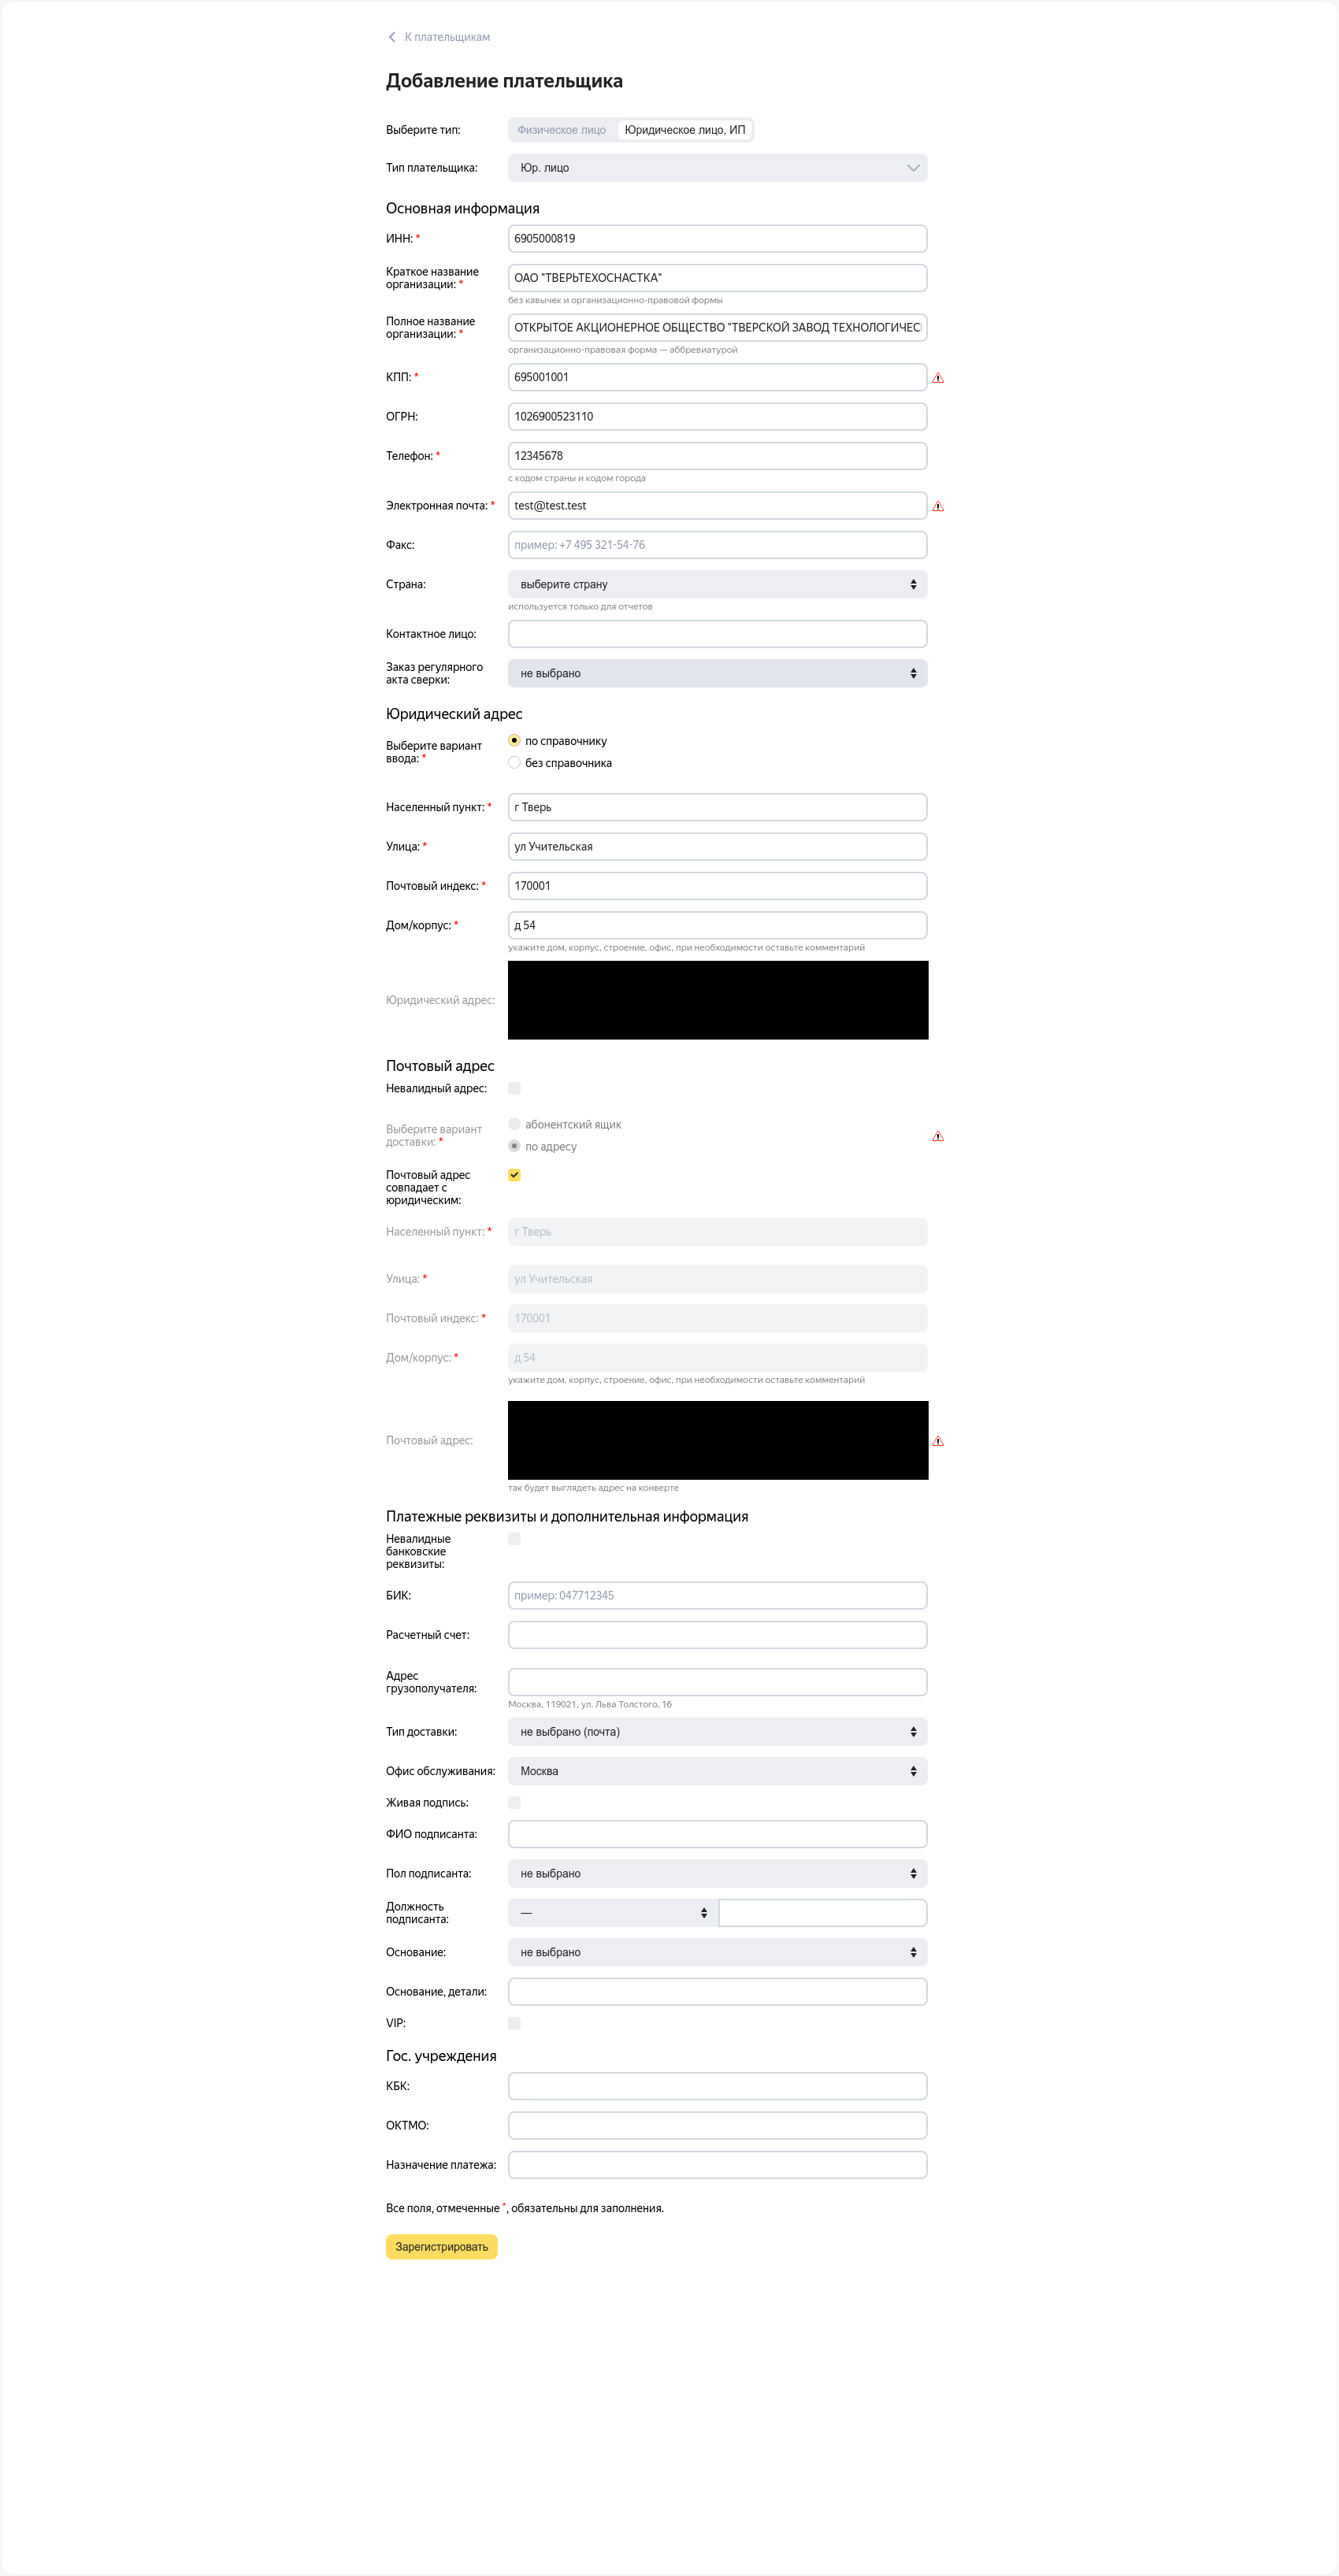 К плательщикам
Добавление плательщика
Выберите тип:
Физическое лицо
Юридическое лицо, ИП
Тип плательщика:
Юр. лицо
Основная информация
ИНН: *
6905000819
Краткое название
организации: *
ОАО "ТВЕРЬТЕХОСНАСТКА"
без кавычек и организационно-правовой формы
Полное название
организации: *
ОТКРЫТОЕ АКЦИОНЕРНОЕ ОБЩЕСТВО "ТВЕРСКОЙ ЗАВОД ТЕХНОЛОГИЧЕС
организационно-правовая форма — аббревиатурой
КПП: *
695001001
ОГРН:
1026900523110
Телефон: *
12345678
с кодом страны и кодом города
Электронная почта: *
test@test.test
Факс:
пример: +7 495 321-54-76
Страна:
выберите страну
используется только для отчетов
Контактное лицо:
Заказ регулярного
акта сверки:
не выбрано
Юридический адрес
Выберите вариант
ввода: *
по справочнику
без справочника
Населенный пункт: *
г Тверь
Улица: *
ул Учительская
Почтовый индекс: *
170001
Дом/корпус: *
д 54
укажите дом, корпус, строение, офис, при необходимости оставьте комментарий
Юридический адрес:
Почтовый адрес
Невалидный адрес:
Выберите вариант
доставки: *
абонентский ящик
по адресу
Почтовый адрес
совпадает с
юридическим:
Населенный пункт: *
г Тверь
Улица: *
ул Учительская
Почтовый индекс: *
170001
Дом/корпус: *
д 54
укажите дом, корпус, строение, офис, при необходимости оставьте комментарий
Почтовый адрес:
так будет выглядеть адрес на конверте
Платежные реквизиты и дополнительная информация
Невалидные
банковские
реквизиты:
БИК:
пример: 047712345
Расчетный счет:
Адрес
грузополучателя:
Москва, 119021, ул. Льва Толстого, 16
Тип доставки:
не выбрано (почта)
Офис обслуживания:
Москва
Живая подпись:
ФИО подписанта:
Пол подписанта:
не выбрано
Должность
подписанта:
—
Основание:
не выбрано
Основание, детали:
VIP:
Гос. учреждения
КБК:
ОКТМО:
Назначение платежа:
Все поля, отмеченные *, обязательны для заполнения.
Зарегистрировать